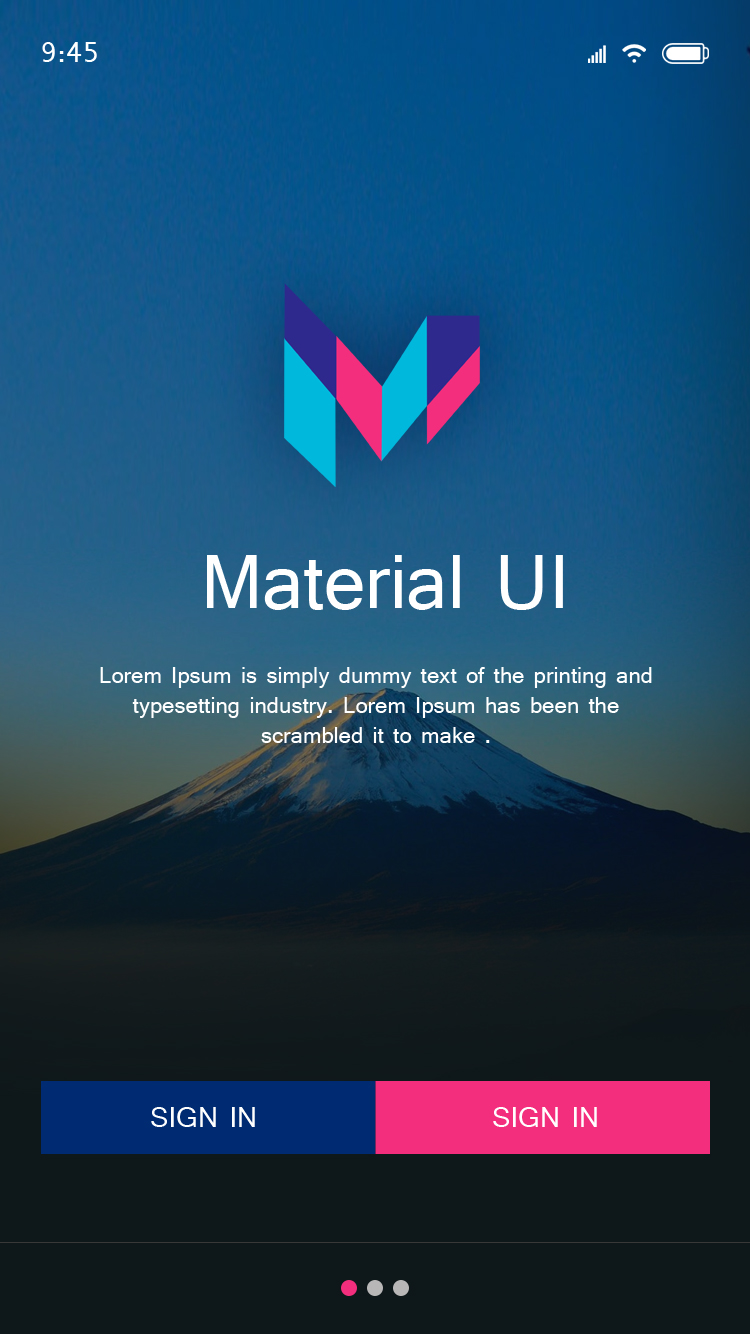 9:45
Material UI
Lorem Ipsum is simply dummy text of the printing and
typesetting industry. Lorem Ipsum has been the
scrambled it to make .
SIGN IN
SIGN IN